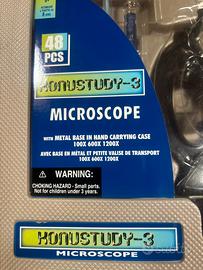 48
PCS
KONUSTUDY-3
MICROSCOPE
WITH METAL BASE IN HAND CARRYING CASE
100X 600X 1200X
AVEC BASE EN MÉTAL ET PETITE VALISE DE TRANSPORT
100X 600X 1200X
WARNING:
CHOKING HAZARD - Small parts.
Not for children under 3 years.
KONUSTUDY-3
MICROSCOPE